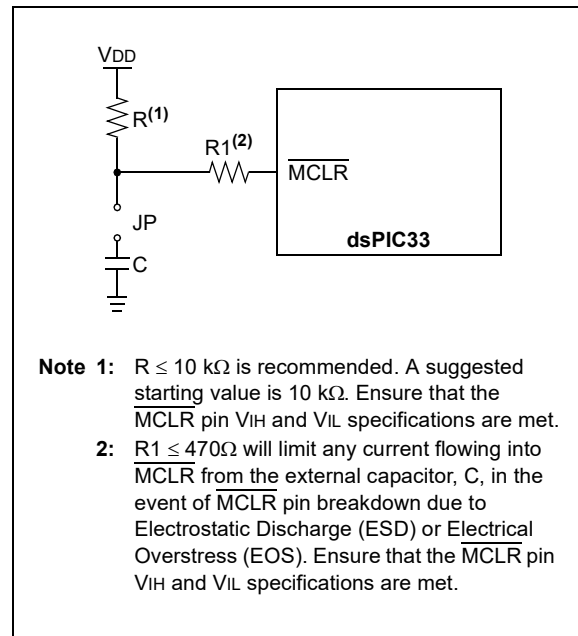 VDD
R(1)
R1(2)
MCLR
JP
dsPIC33
C
Note 1: R ≤ 10 kΩ is recommended. A suggested
starting value is 10 kΩ. Ensure that the
MCLR pin VIH and VIL specifications are met.
2: R1 ≤ 470Ω will limit any current flowing into
MCLR from the external capacitor, C, in the
event of MCLR pin breakdown due to
Electrostatic Discharge (ESD) or Electrical
Overstress (EOS). Ensure that the MCLR pin
VIH and VIL specifications are met.